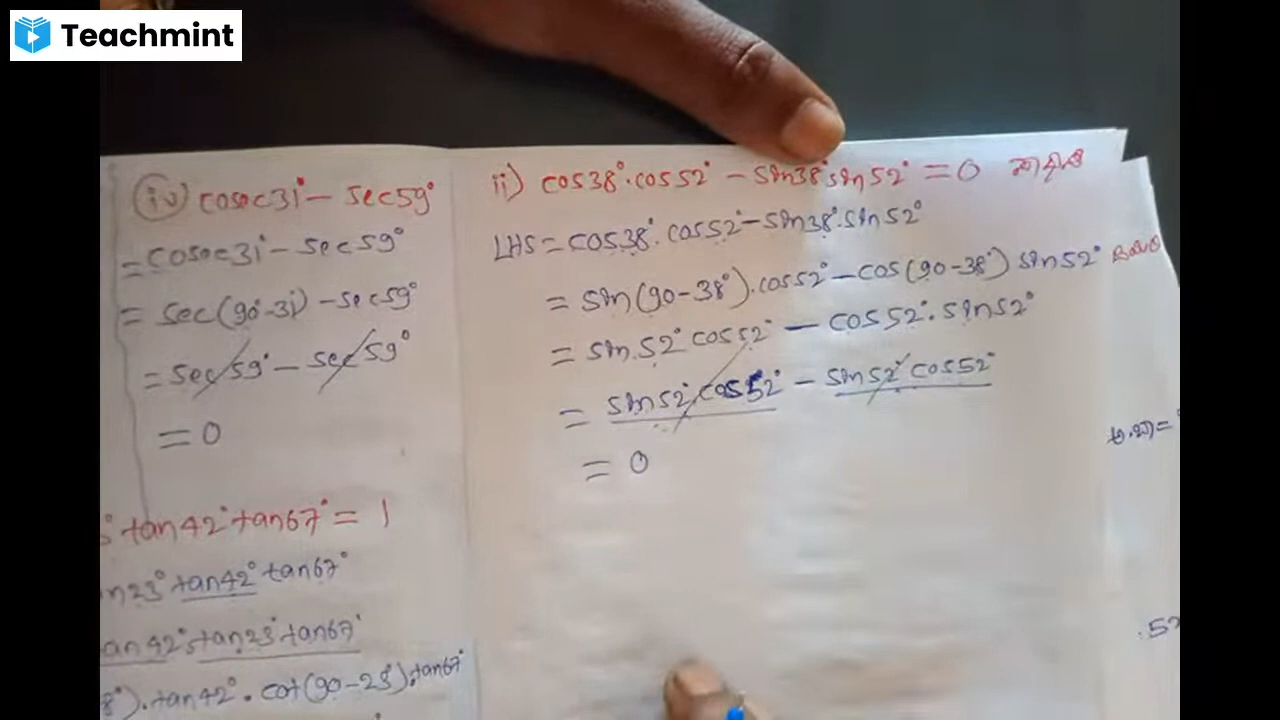 Teachmint
iv) cosec31° - sec59°
= cosec31° - sec59°
= sec(90°-31°) - sec59°
= sec59° - sec59°
= 0
tan42° tan67° = 1
tan42° tan67°
tan23° tan67°
.tan42° . cot(90-23°).tan67°
ii) cos38°.cos52° - sin38° sin52° = 0
LHS = cos38°. cos52° - sin38°. sin52°
= sin(90-38°).cos52° - cos(90-38°) sin52°
= sin52° cos52° - cos52°. sin52°
= sin52°.cos52° - sin52° cos52°
= 0